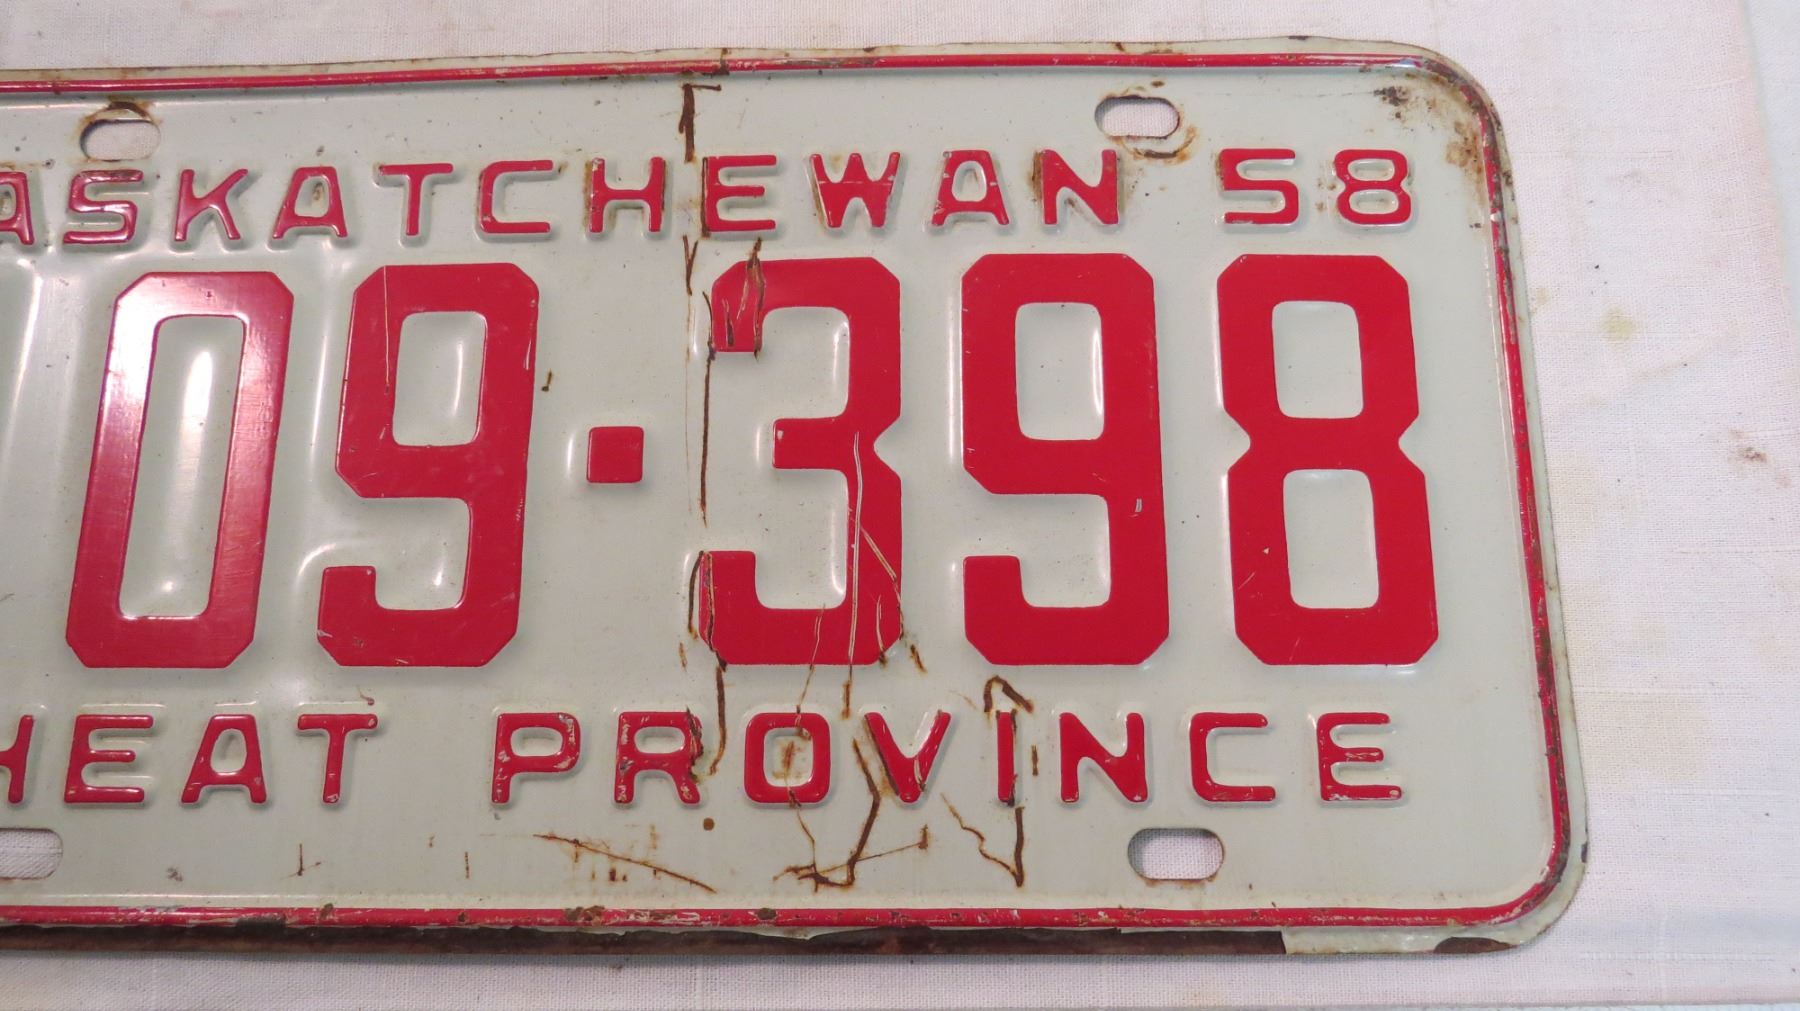 ASKATCHEWAN 58
09·398
HEAT PROVINCE